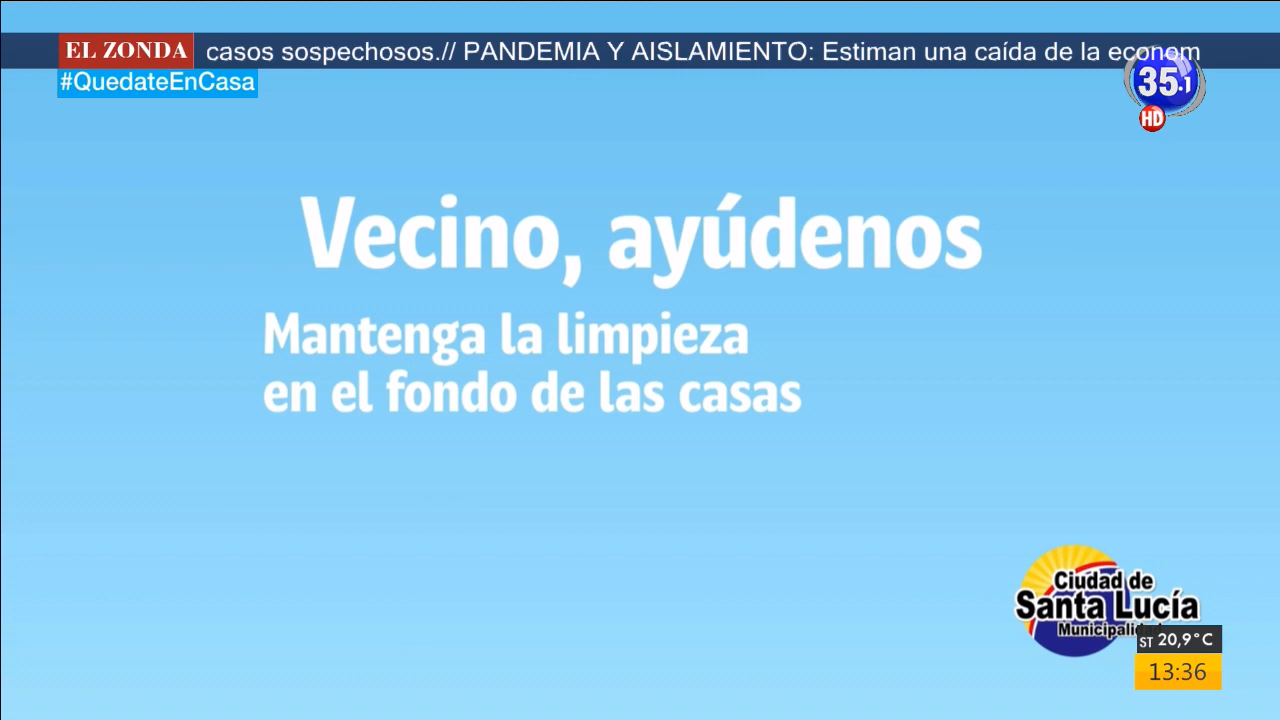 EL ZONDA
casos sospechosos.// PANDEMIA Y AISLAMIENTO: Estiman una caída de la econom
#QuedateEnCasa
35.1
HD
Vecino, ayúdenos
Mantenga la limpieza
en el fondo de las casas
Ciudad de
Santa Lucía
Municipalidad
ST 20,9°C
13:36